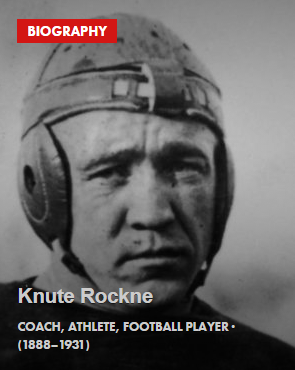 BIOGRAPHY
Knute Rockne
COACH, ATHLETE, FOOTBALL PLAYER •
(1888–1931)